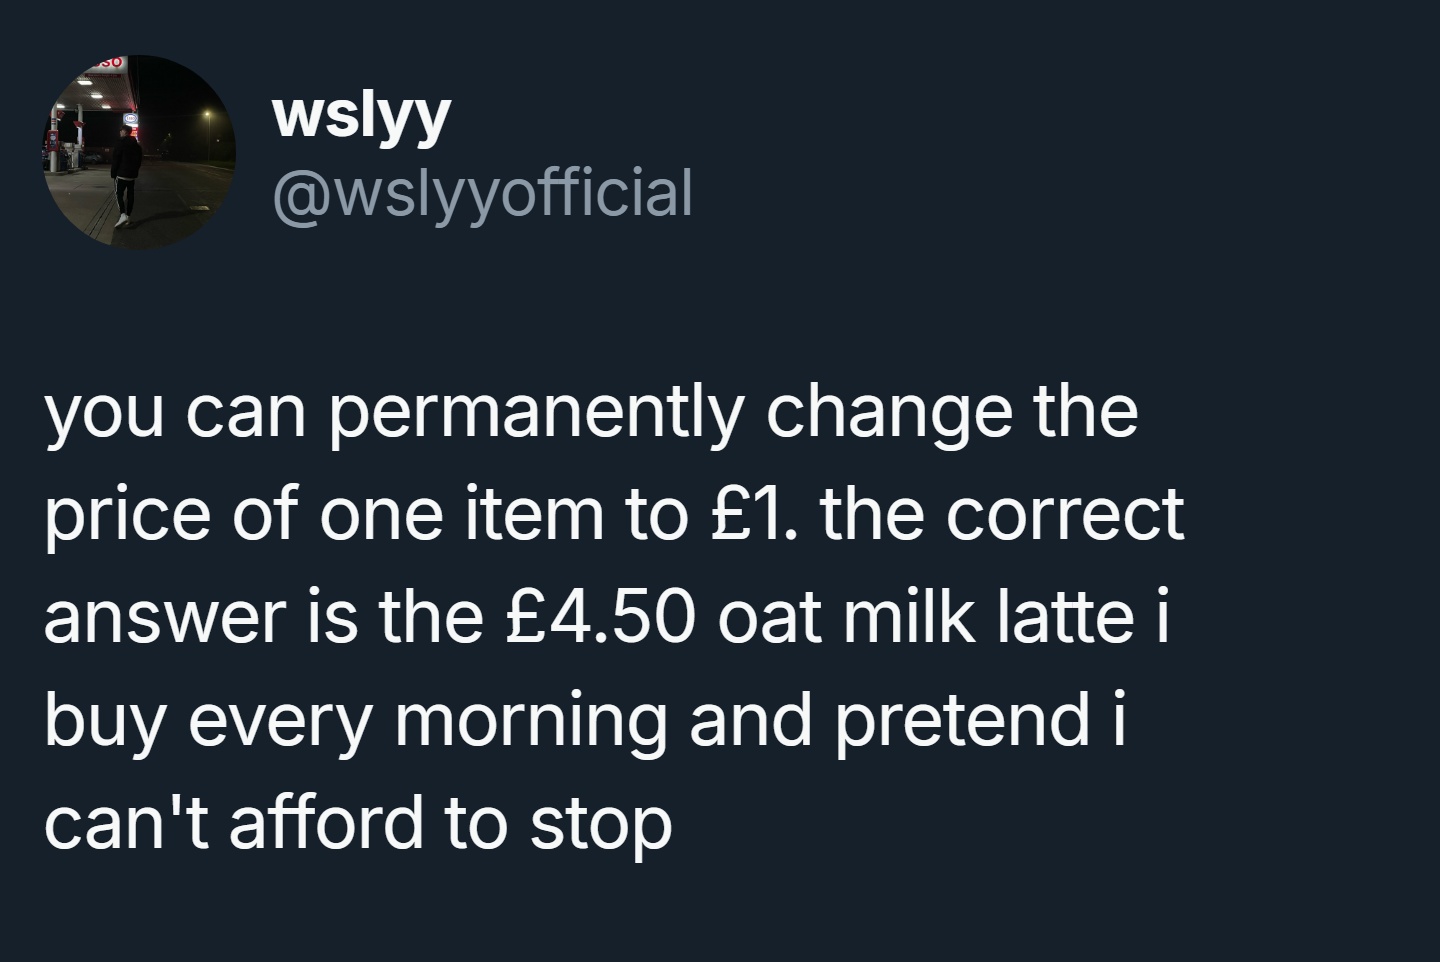 wslyy
@wslyyofficial
you can permanently change the
price of one item to £1. the correct
answer is the £4.50 oat milk latte i
buy every morning and pretend i
can't afford to stop